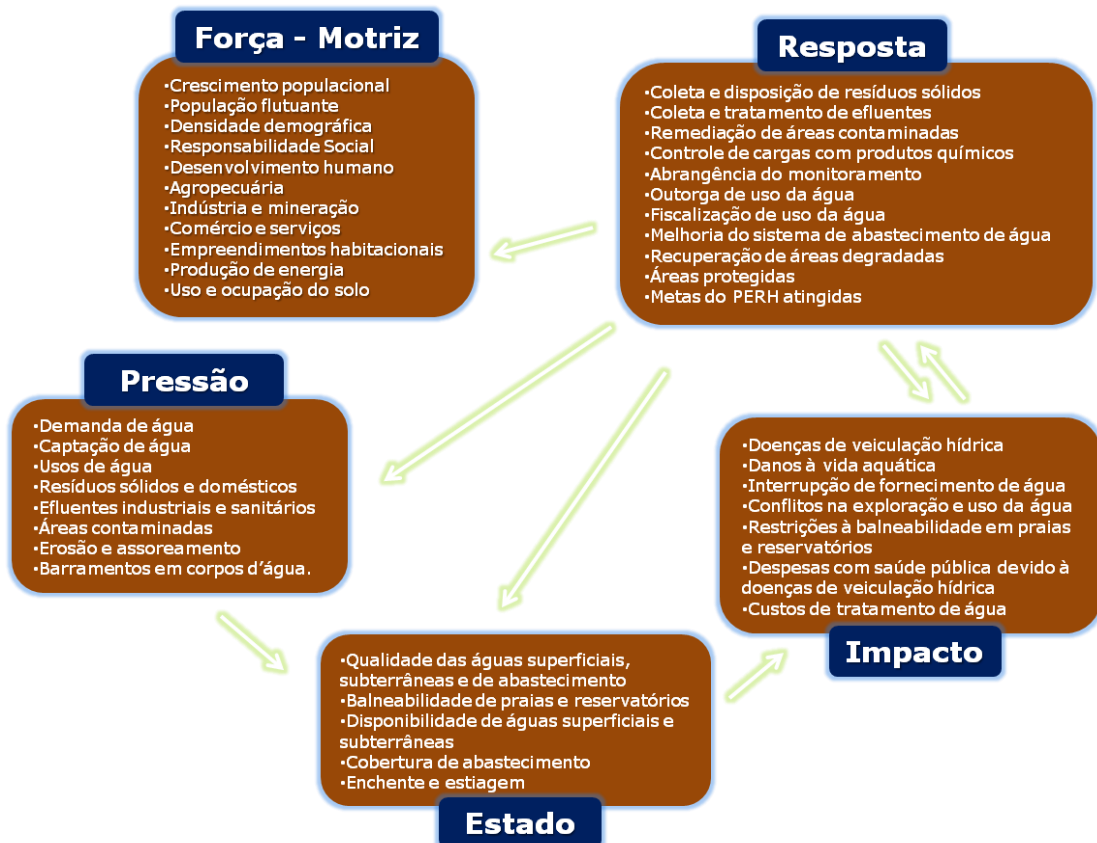 Força - Motriz
•Crescimento populacional
•População flutuante
•Densidade demográfica
•Responsabilidade Social
•Desenvolvimento humano
•Agropecuária
•Indústria e mineração
•Comércio e serviços
•Empreendimentos habitacionais
•Produção de energia
•Uso e ocupação do solo
Resposta
•Coleta e disposição de resíduos sólidos
•Coleta e tratamento de efluentes
•Remediação de áreas contaminadas
•Controle de cargas com produtos químicos
•Abrangência do monitoramento
•Outorga de uso da água
•Fiscalização de uso da água
•Melhoria do sistema de abastecimento de água
•Recuperação de áreas degradadas
•Áreas protegidas
•Metas do PERH atingidas
Pressão
•Demanda de água
•Captação de água
•Usos de água
•Resíduos sólidos e domésticos
•Efluentes industriais e sanitários
•Áreas contaminadas
•Erosão e assoreamento
•Barramentos em corpos d’água.
•Doenças de veiculação hídrica
•Danos à vida aquática
•Interrupção de fornecimento de água
•Conflitos na exploração e uso da água
•Restrições à balneabilidade em praias
e reservatórios
•Despesas com saúde pública devido à
doenças de veiculação hídrica
•Custos de tratamento de água
Impacto
•Qualidade das águas superficiais,
subterrâneas e de abastecimento
•Balneabilidade de praias e reservatórios
•Disponibilidade de águas superficiais e
subterrâneas
•Cobertura de abastecimento
•Enchente e estiagem
Estado